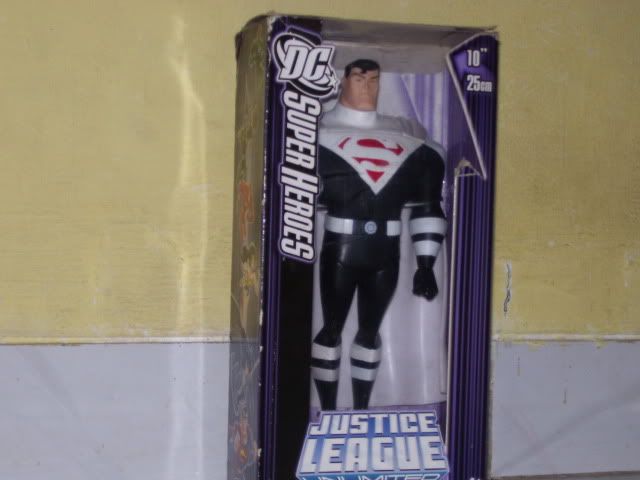 DC
SUPER HEROES
10"
25cm
JUSTICE
LEAGUE
UNLIMITED